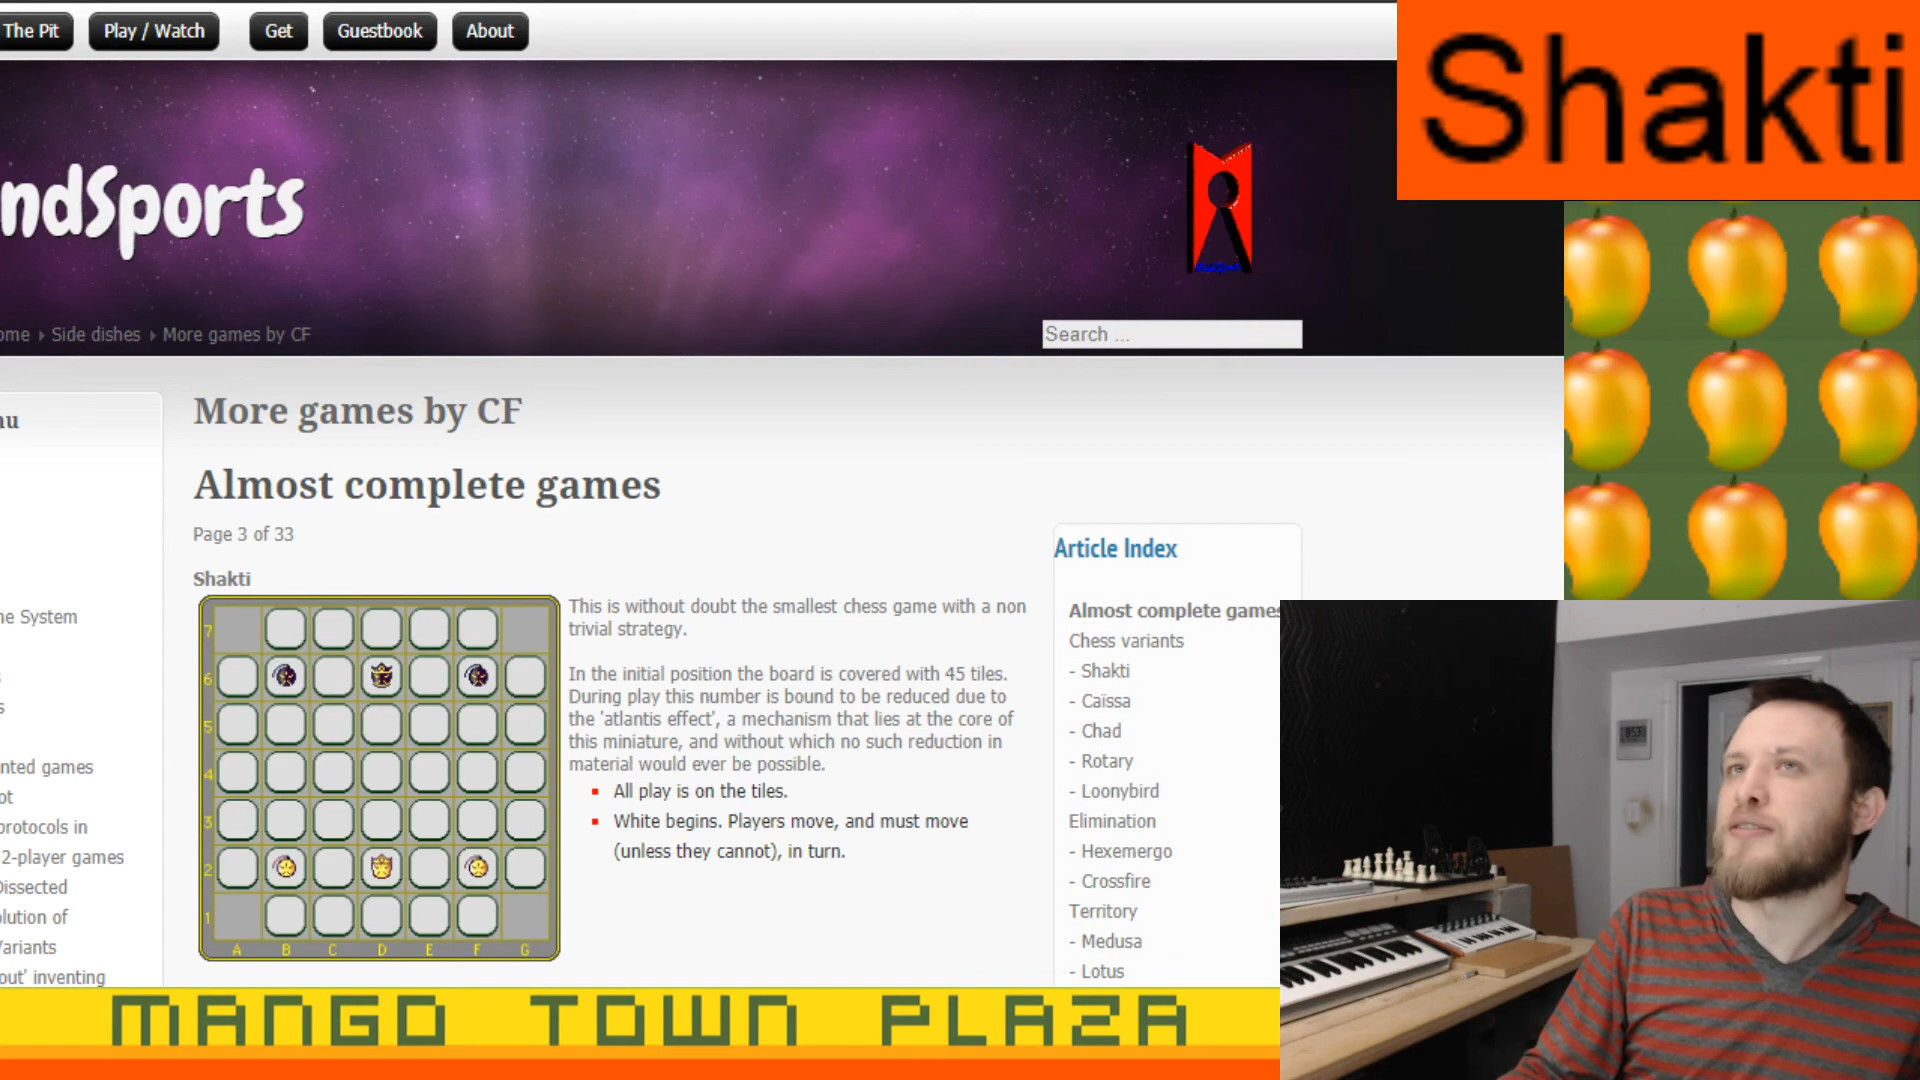 The Pit
Play / Watch
Get
Guestbook
About
Shakti
ndSports
ome
Side dishes
More games by CF
Search ...
nu
More games by CF
Almost complete games
Page 3 of 33
Shakti
7
6
5
4
3
2
1
A B C D E F G
This is without doubt the smallest chess game with a non
trivial strategy.
In the initial position the board is covered with 45 tiles.
During play this number is bound to be reduced due to
the 'atlantis effect', a mechanism that lies at the core of
this miniature, and without which no such reduction in
material would ever be possible.
All play is on the tiles.
White begins. Players move, and must move
(unless they cannot), in turn.
Article Index
Almost complete games
Chess variants
- Shakti
- Caïssa
- Chad
- Rotary
- Loonybird
Elimination
- Hexemergo
- Crossfire
Territory
- Medusa
- Lotus
ne System
s
s
nted games
ot
protocols in
2-player games
Dissected
olution of
Variants
out' inventing
MANGO TOWN PLAZA